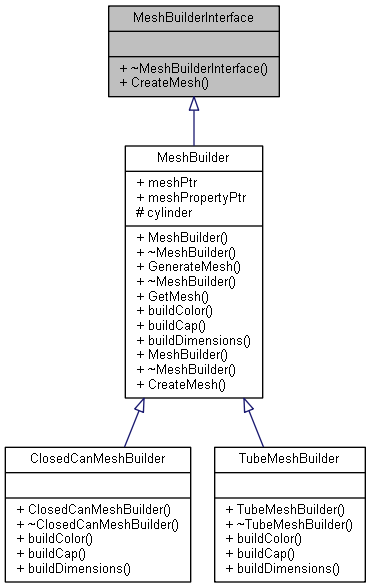 MeshBuilderInterface
+ ~MeshBuilderInterface()
+ CreateMesh()
MeshBuilder
+ meshPtr
+ meshPropertyPtr
# cylinder
+ MeshBuilder()
+ ~MeshBuilder()
+ GenerateMesh()
+ ~MeshBuilder()
+ GetMesh()
+ buildColor()
+ buildCap()
+ buildDimensions()
+ MeshBuilder()
+ ~MeshBuilder()
+ CreateMesh()
ClosedCanMeshBuilder
+ ClosedCanMeshBuilder()
+ ~ClosedCanMeshBuilder()
+ buildColor()
+ buildCap()
+ buildDimensions()
TubeMeshBuilder
+ TubeMeshBuilder()
+ ~TubeMeshBuilder()
+ buildColor()
+ buildCap()
+ buildDimensions()